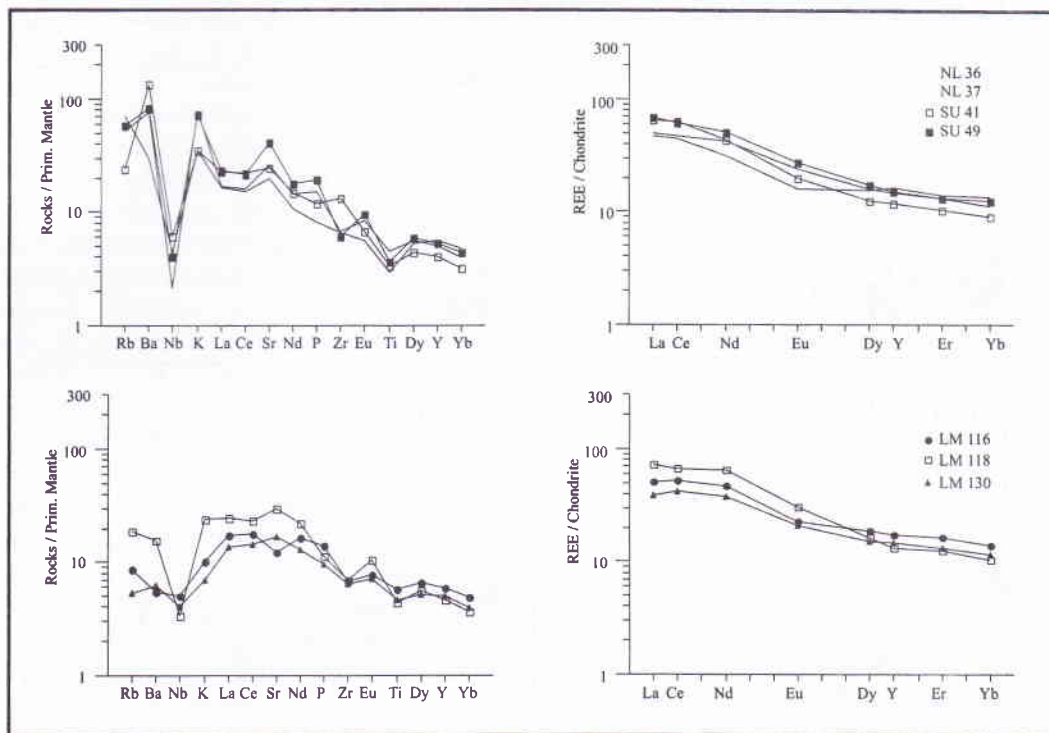 300
100
10
1
Rocks / Prim. Mantle
Rb Ba Nb K La Ce Sr Nd P Zr Eu Ti Dy Y Yb
300
100
10
1
REE / Chondrite
NL 36
NL 37
SU 41
SU 49
La Ce Nd Eu Dy Y Er Yb
300
100
10
1
Rocks / Prim. Mantle
Rb Ba Nb K La Ce Sr Nd P Zr Eu Ti Dy Y Yb
300
100
10
1
REE / Chondrite
LM 116
LM 118
LM 130
La Ce Nd Eu Dy Y Er Yb